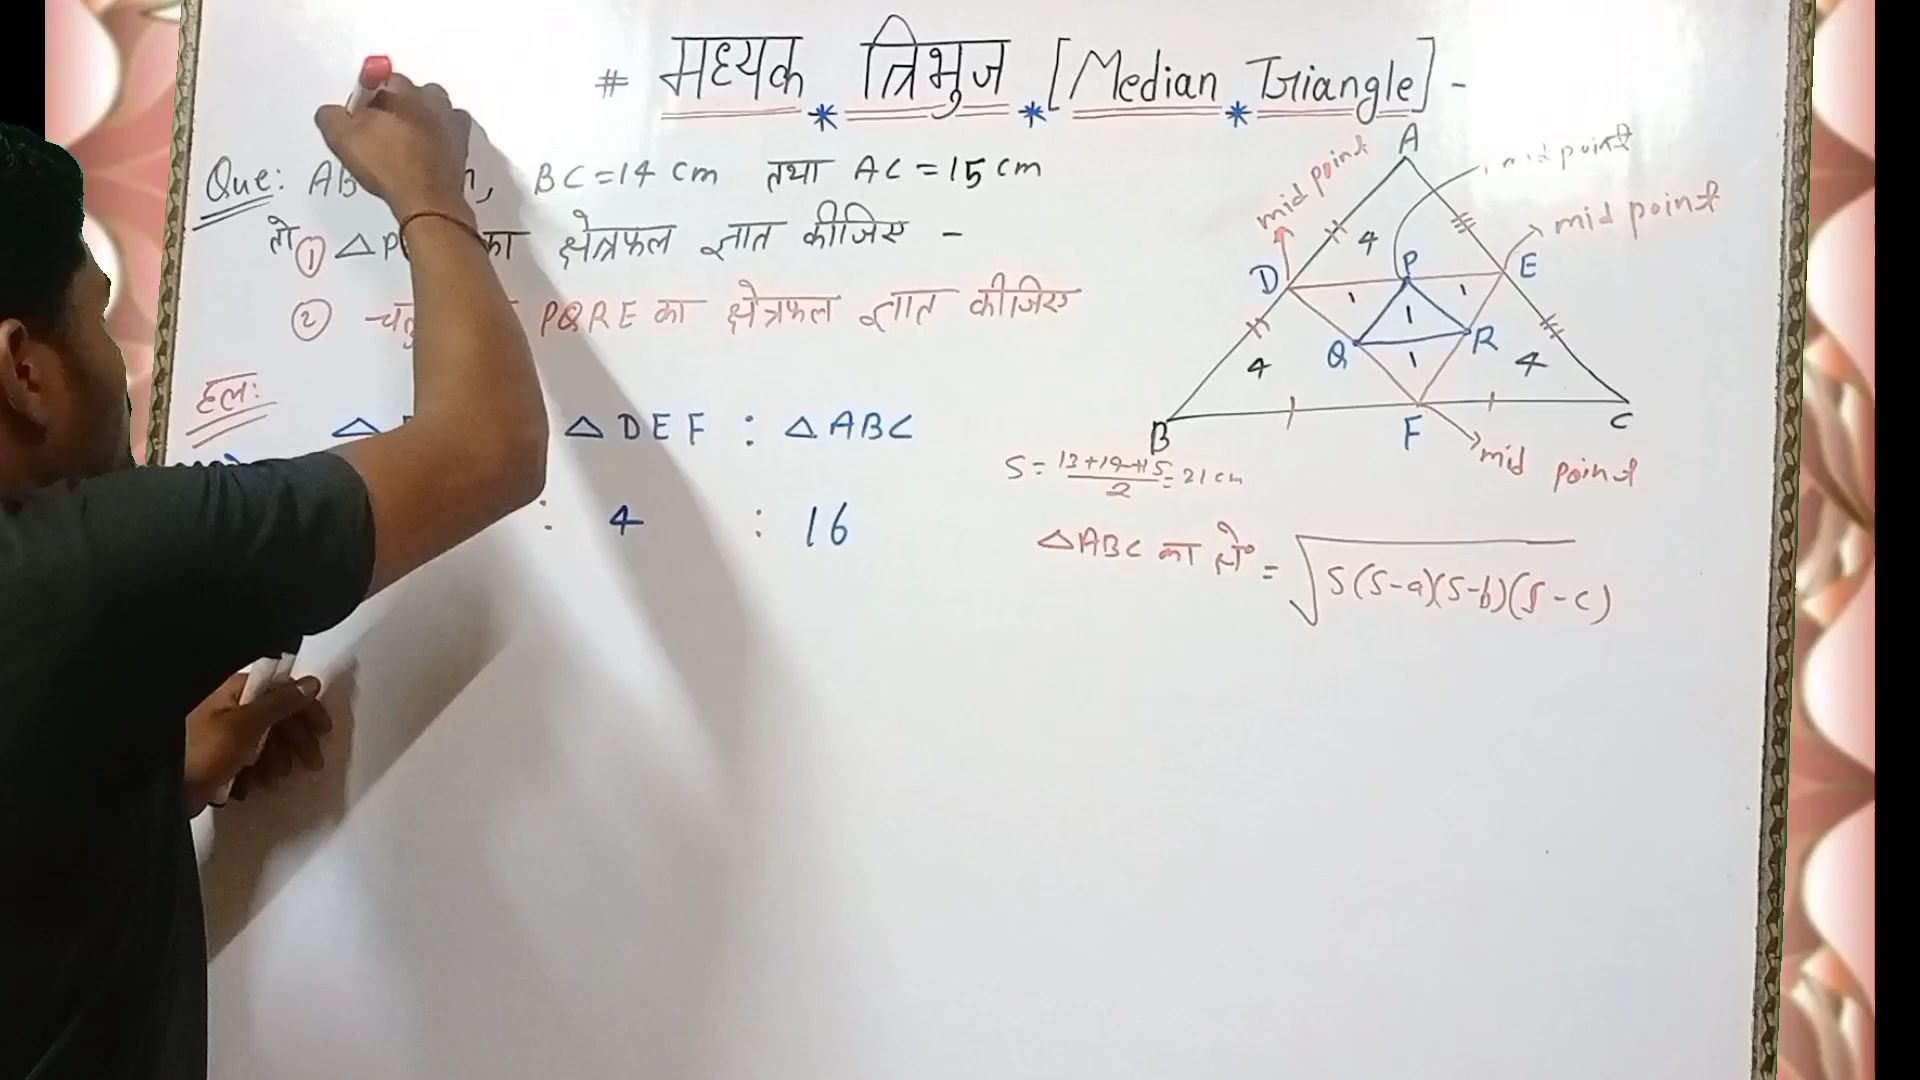 # मध्यक * त्रिभुज * [Median * Triangle] -
Que: AB , BC=14 cm तथा AC=15 cm
तो ① △P का क्षेत्रफल ज्ञात कीजिए -
② PQRE का क्षेत्रफल ज्ञात कीजिए
हल:
△ △DEF : △ABC
: 4 : 16
A
mid point
mid point
mid point
4
D P E
1 1
1
Q R
4 1 4
B F C
mid point
S = 13+14+15/2 = 21 cm
△ABC का क्षे॰ = √S(S-a)(S-b)(S-c)